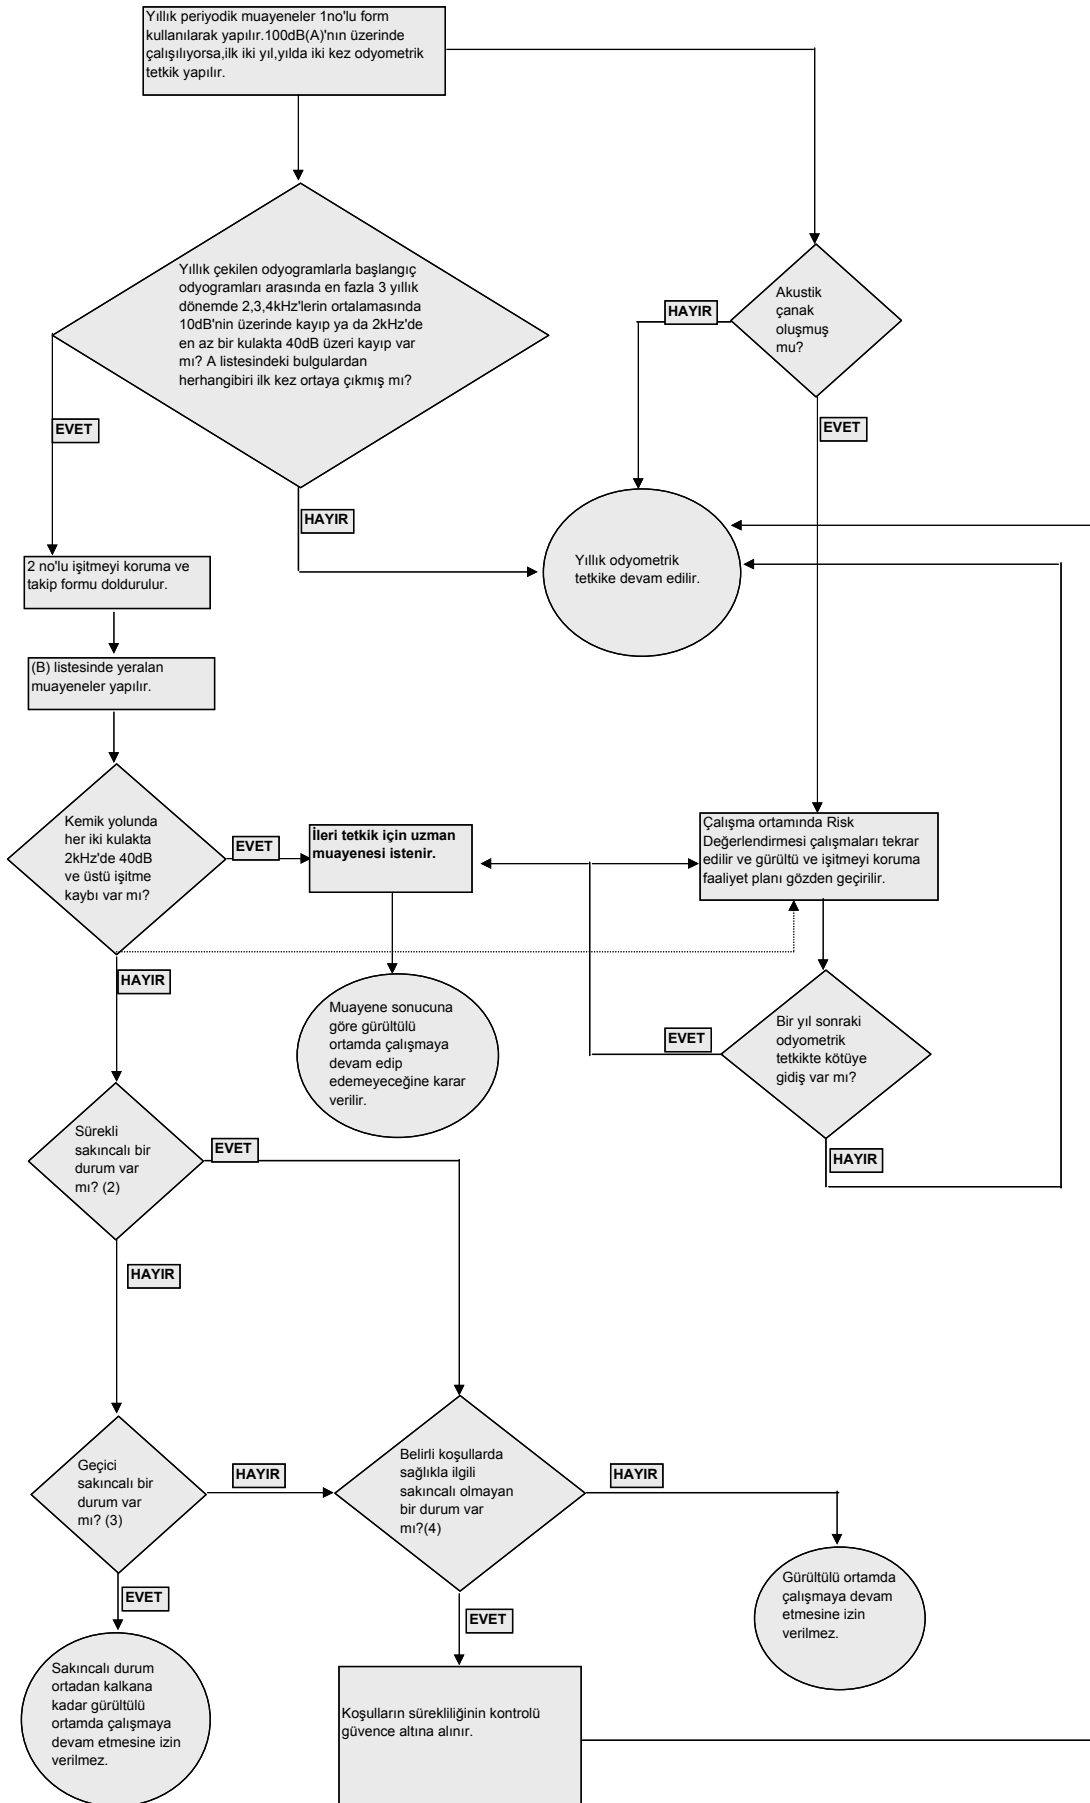 Yıllık periyodik muayeneler 1no'lu form
kullanılarak yapılır.100dB(A)'nın üzerinde
çalışılıyorsa,ilk iki yıl,yılda iki kez odyometrik
tetkik yapılır.
Yıllık çekilen odyogramlarla başlangıç
odyogramları arasında en fazla 3 yıllık
dönemde 2,3,4kHz'lerin ortalamasında
10dB'nin üzerinde kayıp ya da 2kHz'de
en az bir kulakta 40dB üzeri kayıp var
mı? A listesindeki bulgulardan
herhangibiri ilk kez ortaya çıkmış mı?
Akustik
çanak
oluşmuş
mu?
HAYIR
EVET
EVET
HAYIR
Yıllık odyometrik
tetkike devam edilir.
2 no'lu işitmeyi koruma ve
takip formu doldurulur.
(B) listesinde yeralan
muayeneler yapılır.
Kemik yolunda
her iki kulakta
2kHz'de 40dB
ve üstü işitme
kaybı var mı?
EVET
İleri tetkik için uzman
muayenesi istenir.
Çalışma ortamında Risk
Değerlendirmesi çalışmaları tekrar
edilir ve gürültü ve işitmeyi koruma
faaliyet planı gözden geçirilir.
HAYIR
Muayene sonucuna
göre gürültülü
ortamda çalışmaya
devam edip
edemeyeceğine karar
verilir.
EVET
Bir yıl sonraki
odyometrik
tetkikte kötüye
gidiş var mı?
HAYIR
Sürekli
sakıncalı bir
durum var
mı? (2)
EVET
HAYIR
Geçici
sakıncalı bir
durum var
mı? (3)
HAYIR
Belirli koşullarda
sağlıkla ilgili
sakıncalı olmayan
bir durum var
mı?(4)
HAYIR
EVET
EVET
Gürültülü ortamda
çalışmaya devam
etmesine izin
verilmez.
Sakıncalı durum
ortadan kalkana
kadar gürültülü
ortamda çalışmaya
devam etmesine izin
verilmez.
Koşulların sürekliliğinin kontrolü
güvence altına alınır.